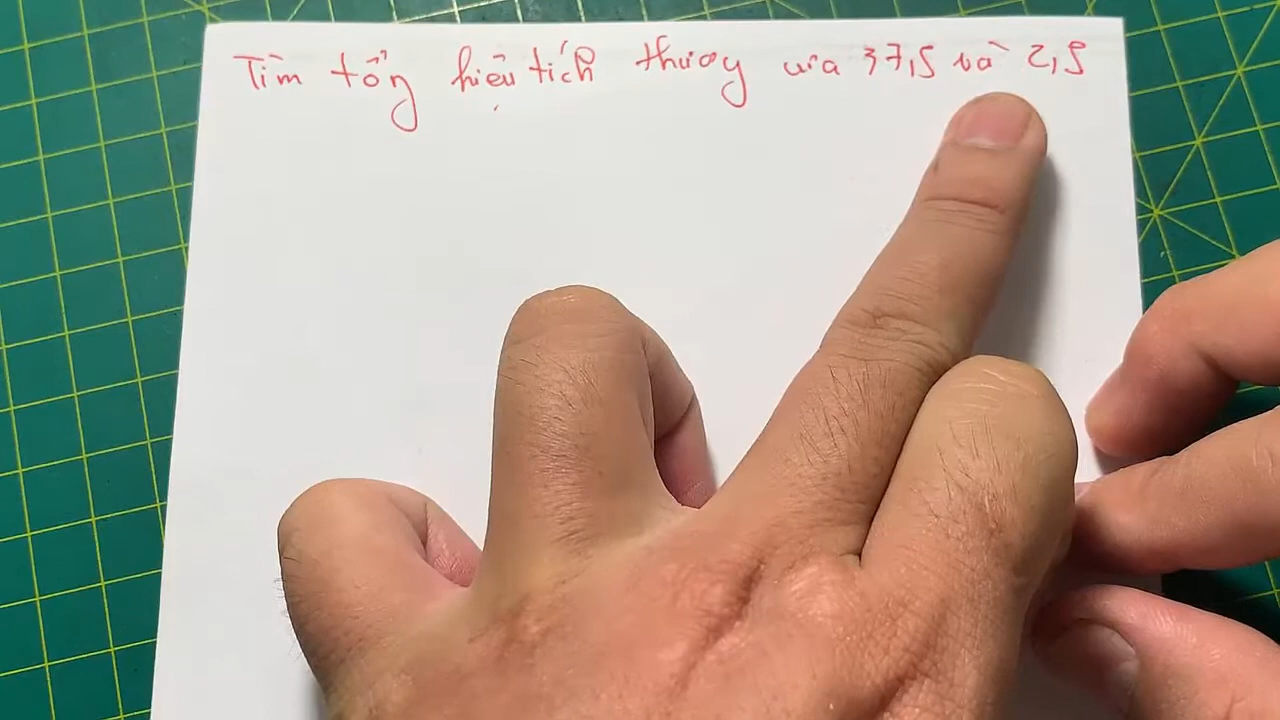 Tìm tổng hiệu tích thương của 37,5 và 2,5